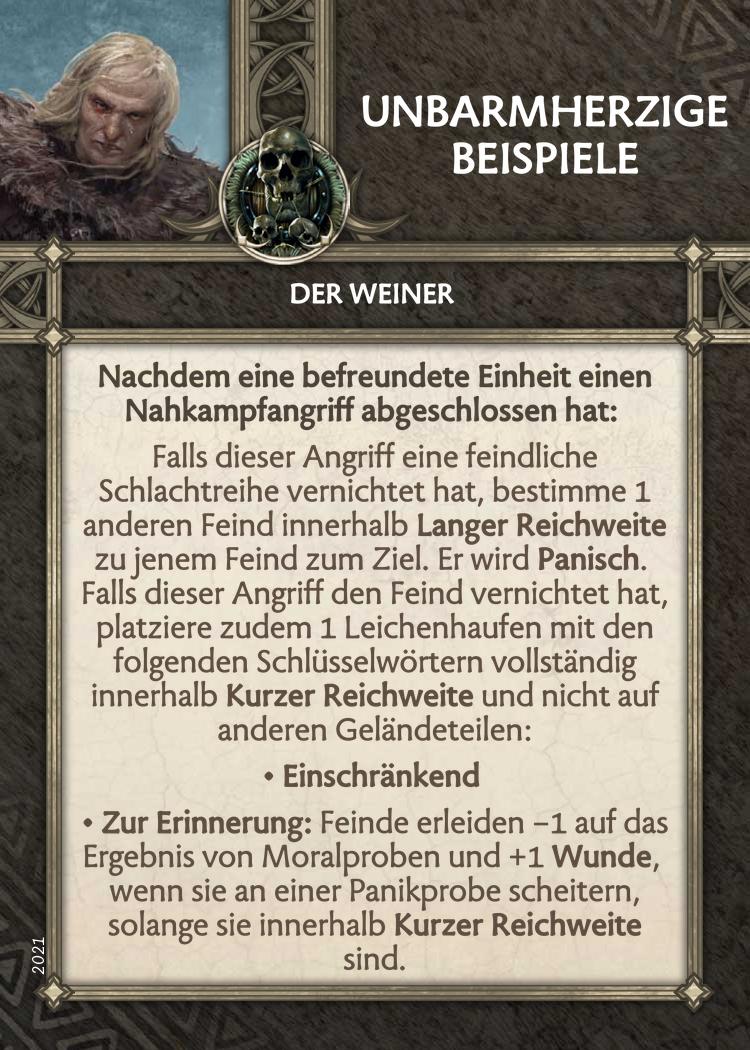 UNBARMHERZIGE
BEISPIELE
DER WEINER
Nachdem eine befreundete Einheit einen
Nahkampfangriff abgeschlossen hat:
Falls dieser Angriff eine feindliche
Schlachtreihe vernichtet hat, bestimme 1
anderen Feind innerhalb Langer Reichweite
zu jenem Feind zum Ziel. Er wird Panisch.
Falls dieser Angriff den Feind vernichtet hat,
platziere zudem 1 Leichenhaufen mit den
folgenden Schlüsselwörtern vollständig
innerhalb Kurzer Reichweite und nicht auf
anderen Geländeteilen:
• Einschränkend
• Zur Erinnerung: Feinde erleiden –1 auf das
Ergebnis von Moralproben und +1 Wunde,
wenn sie an einer Panikprobe scheitern,
solange sie innerhalb Kurzer Reichweite
sind.
2021